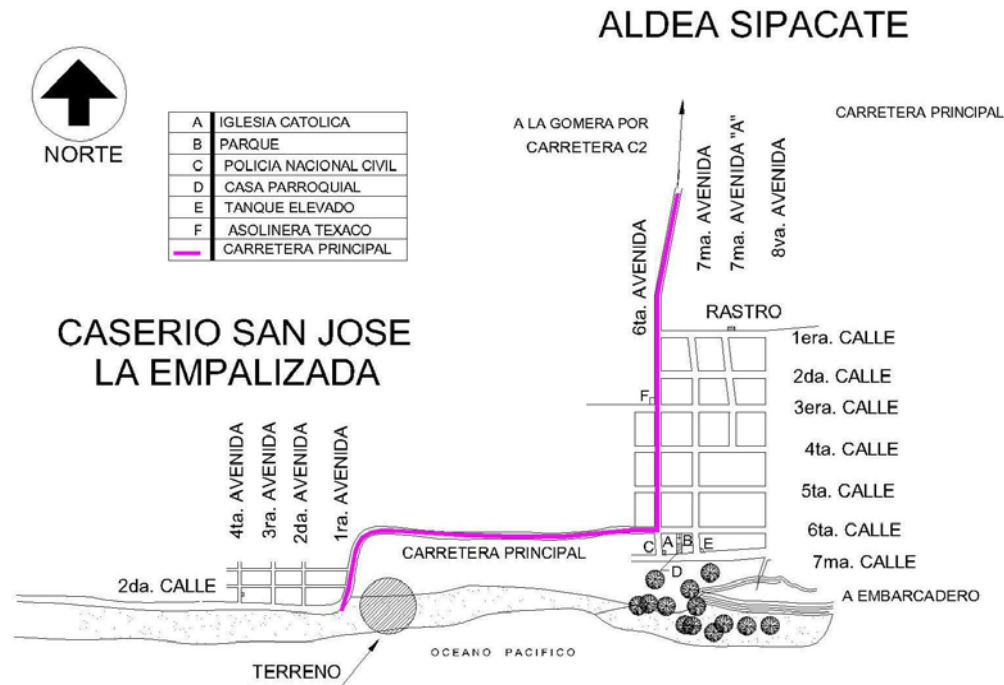 ALDEA SIPACATE
NORTE
A IGLESIA CATOLICA
B PARQUE
C POLICIA NACIONAL CIVIL
D CASA PARROQUIAL
E TANQUE ELEVADO
F ASOLINERA TEXACO
CARRETERA PRINCIPAL
A LA GOMERA POR
CARRETERA C2
CARRETERA PRINCIPAL
6ta. AVENIDA
7ma. AVENIDA
7ma. AVENIDA "A"
8va. AVENIDA
RASTRO
1era. CALLE
2da. CALLE
3era. CALLE
4ta. CALLE
5ta. CALLE
6ta. CALLE
7ma. CALLE
A EMBARCADERO
F
C
A
B
E
D
CASERIO SAN JOSE
LA EMPALIZADA
4ta. AVENIDA
3ra. AVENIDA
2da. AVENIDA
1ra. AVENIDA
2da. CALLE
CARRETERA PRINCIPAL
TERRENO
OCEANO PACIFICO